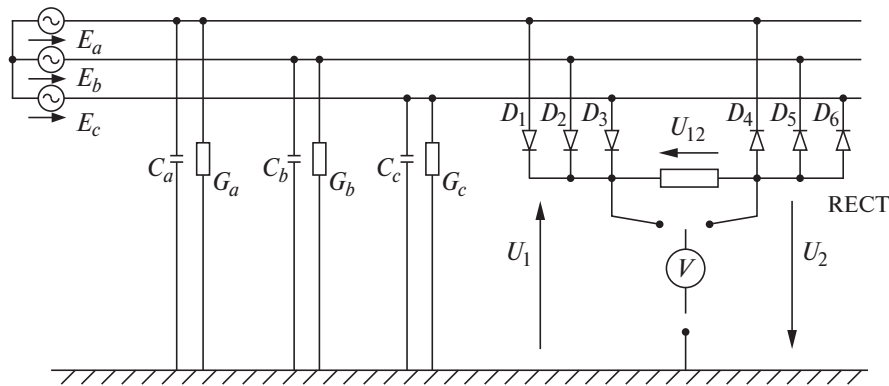 E_a
E_b
E_c
C_a
G_a
C_b
G_b
C_c
G_c
D_1 D_2 D_3
U_12
D_4 D_5 D_6
RECT
U_1
V
U_2